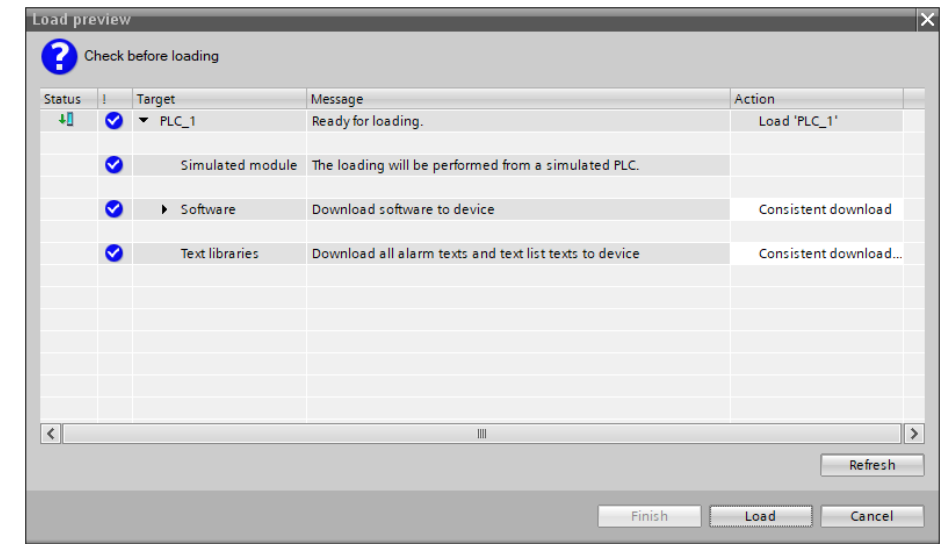 Load preview
Check before loading
Status ! Target Message Action
PLC_1 Ready for loading. Load 'PLC_1'
Simulated module The loading will be performed from a simulated PLC.
Software Download software to device Consistent download
Text libraries Download all alarm texts and text list texts to device Consistent download...
Refresh
Finish Load Cancel